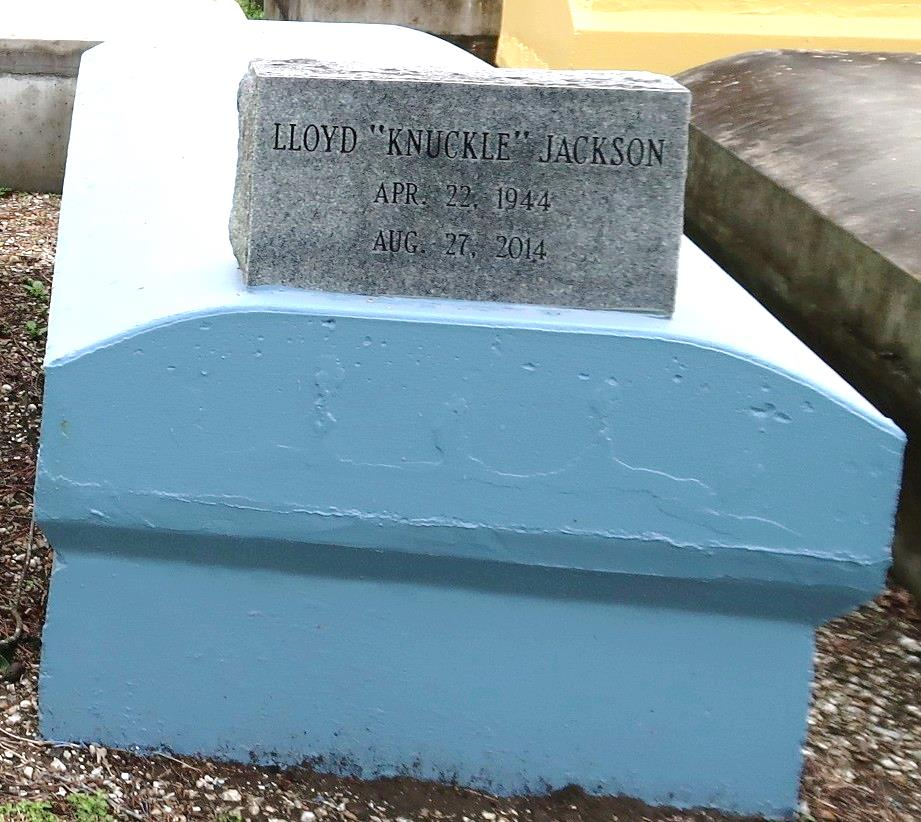 LLOYD "KNUCKLE" JACKSON
APR. 22, 1944
AUG. 27, 2014